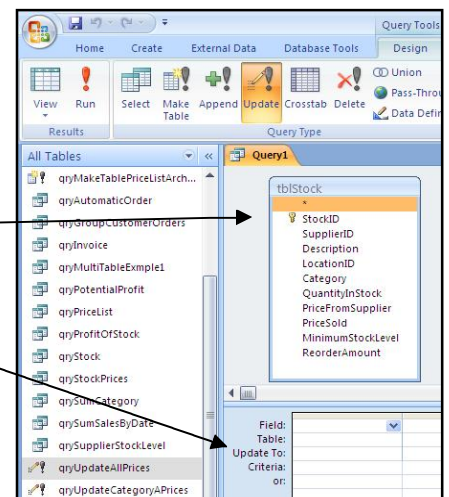 Query Tools
Home Create External Data Database Tools Design
View Run Select Make Table Append Update Crosstab Delete
Union
Pass-Throu
Data Defin
Results Query Type
All Tables
Query1
qryMakeTablePriceListArch...
qryAutomaticOrder
qryGroupCustomerOrders
qryInvoice
qryMultiTableExmple1
qryPotentialProfit
qryPriceList
qryProfitOfStock
qryStock
qryStockPrices
qrySumCategory
qrySumSalesByDate
qrySupplierStockLevel
qryUpdateAllPrices
qryUpdateCategoryAPrices
tblStock
*
StockID
SupplierID
Description
LocationID
Category
QuantityInStock
PriceFromSupplier
PriceSold
MinimumStockLevel
ReorderAmount
Field:
Table:
Update To:
Criteria:
or: